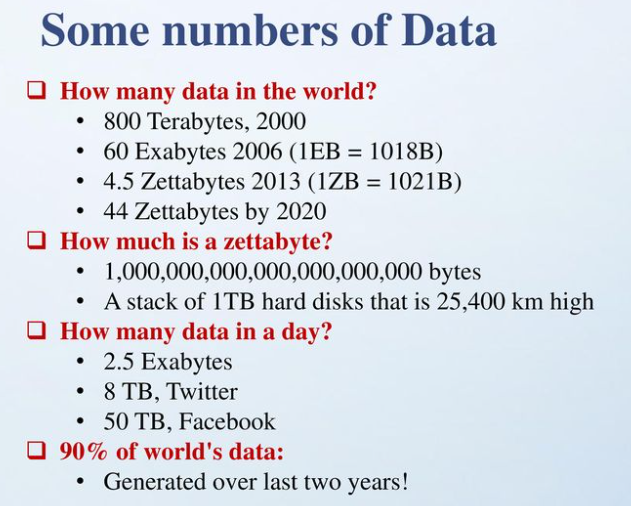 Some numbers of Data
❑ How many data in the world?
• 800 Terabytes, 2000
• 60 Exabytes 2006 (1EB = 1018B)
• 4.5 Zettabytes 2013 (1ZB = 1021B)
• 44 Zettabytes by 2020
❑ How much is a zettabyte?
• 1,000,000,000,000,000,000,000 bytes
• A stack of 1TB hard disks that is 25,400 km high
❑ How many data in a day?
• 2.5 Exabytes
• 8 TB, Twitter
• 50 TB, Facebook
❑ 90% of world's data:
• Generated over last two years!